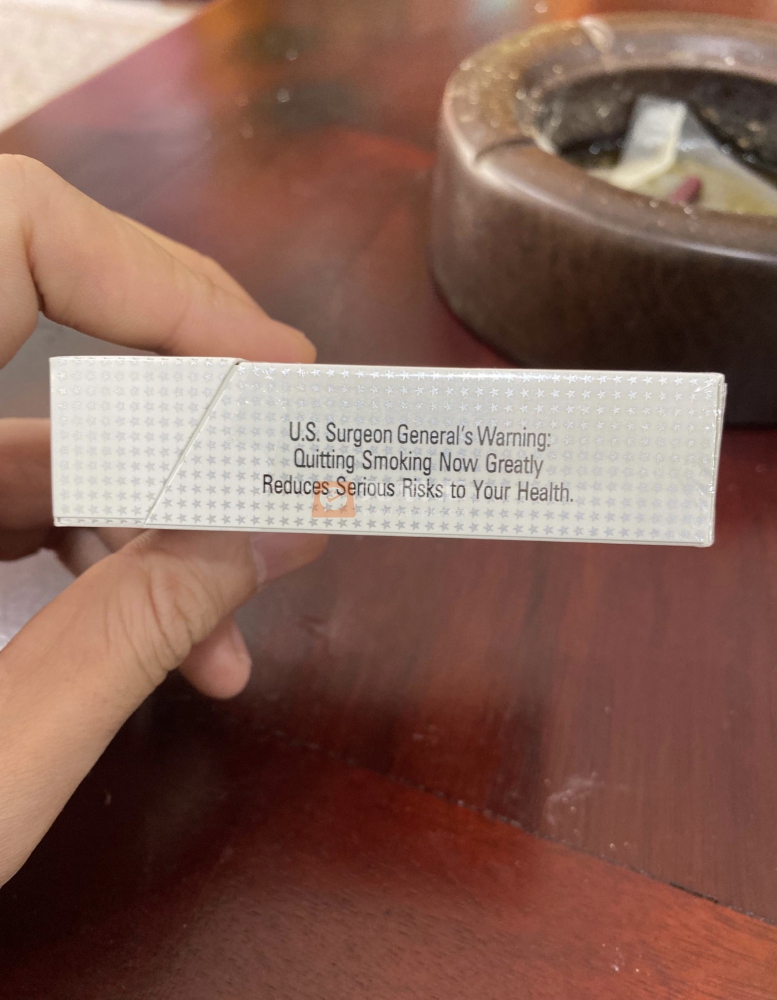 U.S. Surgeon General's Warning:
Quitting Smoking Now Greatly
Reduces Serious Risks to Your Health.